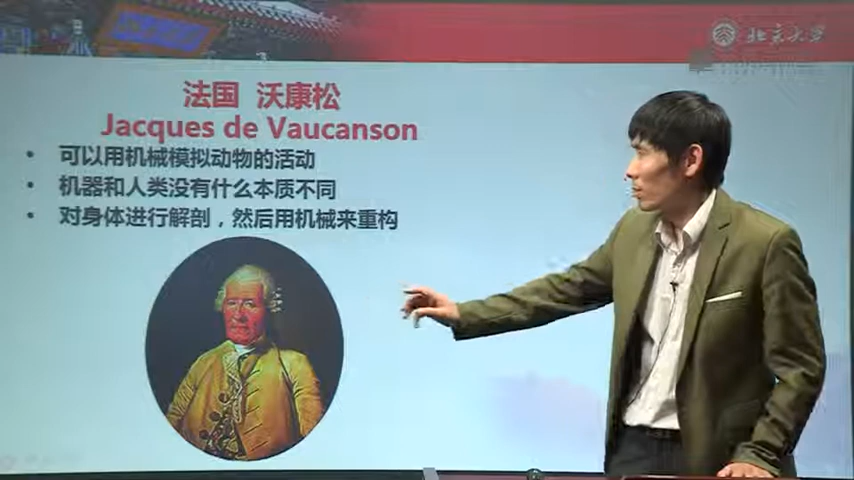 北京大学
法国 沃康松
Jacques de Vaucanson
• 可以用机械模拟动物的活动
• 机器和人类没有什么本质不同
• 对身体进行解剖，然后用机械来重构